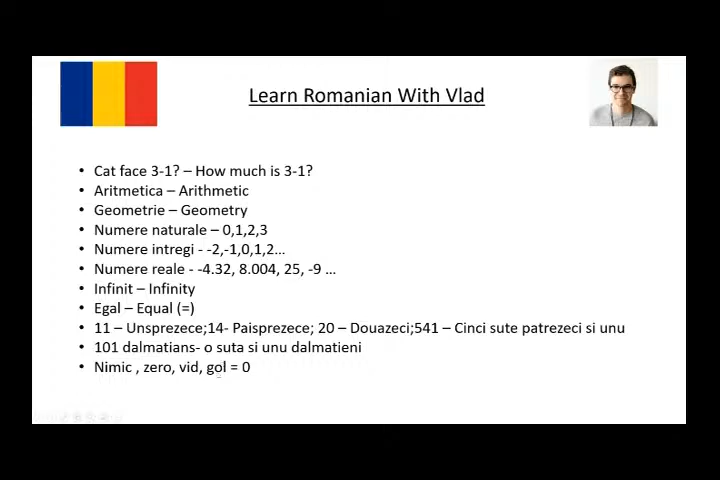 Learn Romanian With Vlad
• Cat face 3-1? – How much is 3-1?
• Aritmetica – Arithmetic
• Geometrie – Geometry
• Numere naturale – 0,1,2,3
• Numere intregi - -2,-1,0,1,2…
• Numere reale - -4.32, 8.004, 25, -9 …
• Infinit – Infinity
• Egal – Equal (=)
• 11 – Unsprezece;14- Paisprezece; 20 – Douazeci;541 – Cinci sute patrezeci si unu
• 101 dalmatians- o suta si unu dalmatieni
• Nimic , zero, vid, gol = 0